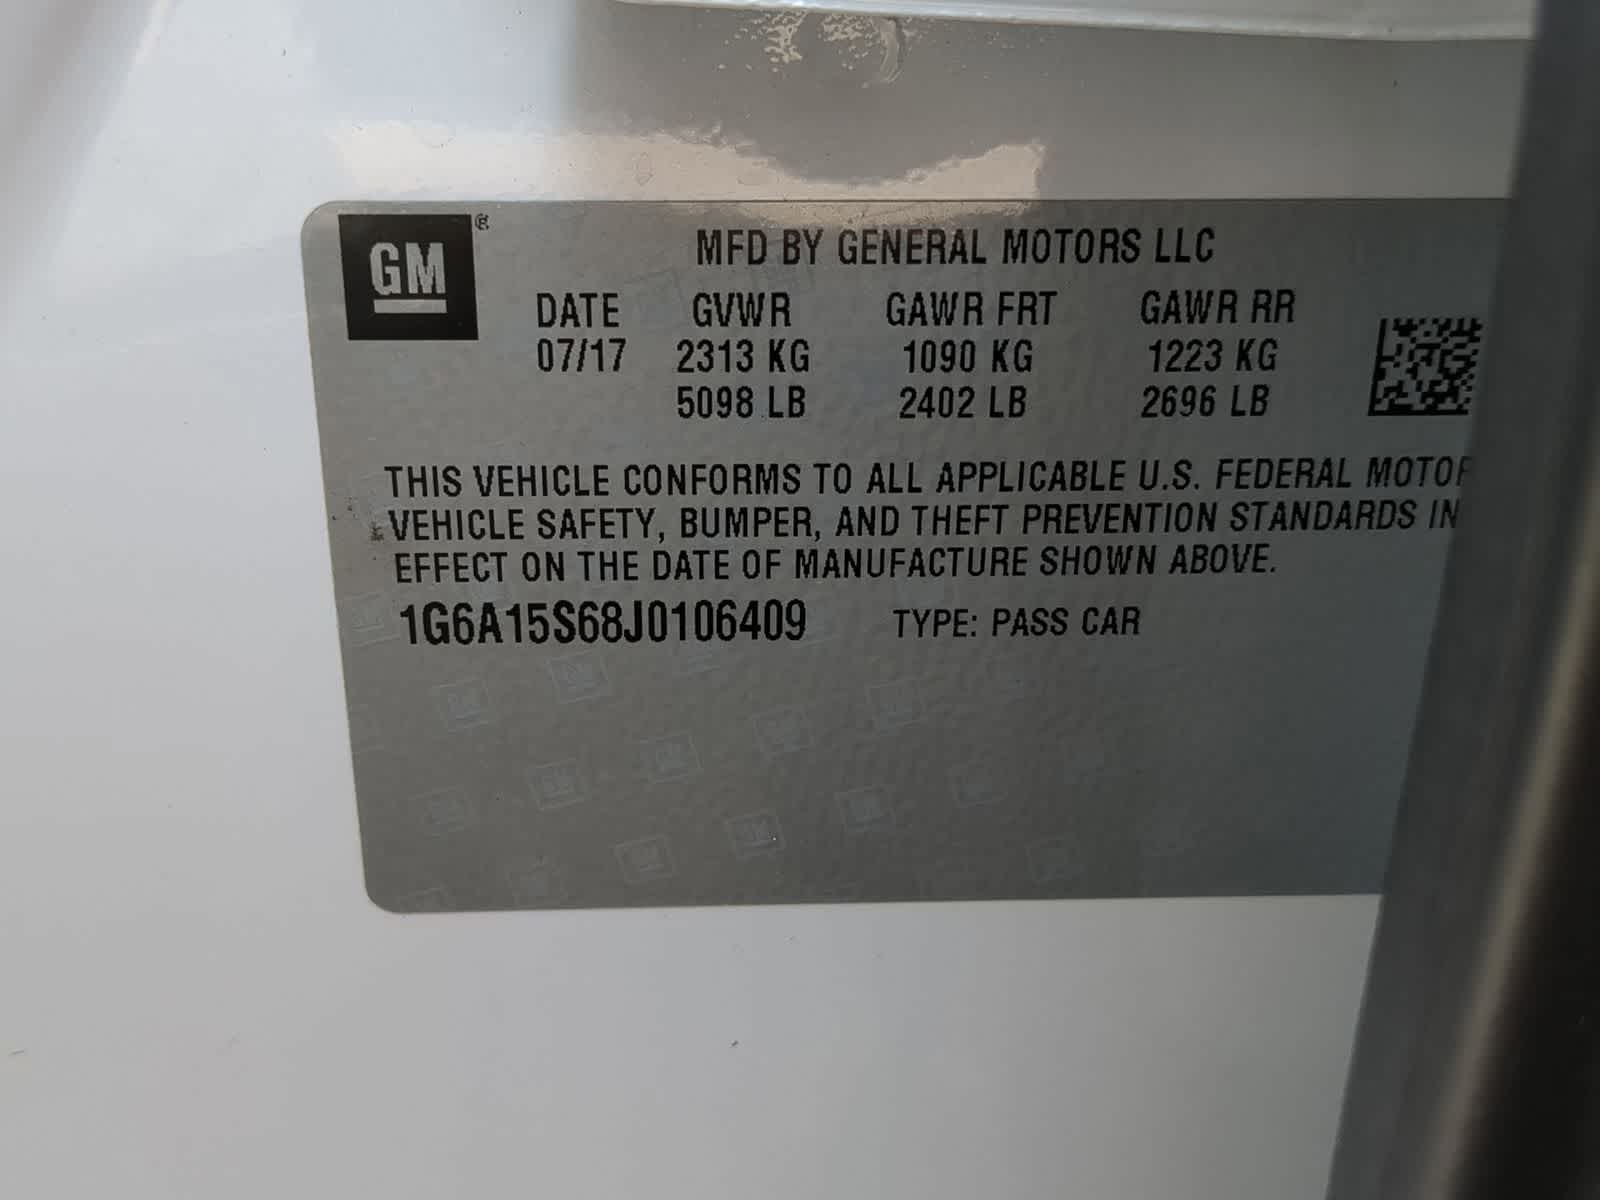 GM ®
MFD BY GENERAL MOTORS LLC
DATE GVWR GAWR FRT GAWR RR
07/17 2313 KG 1090 KG 1223 KG
5098 LB 2402 LB 2696 LB
THIS VEHICLE CONFORMS TO ALL APPLICABLE U.S. FEDERAL MOTOR
VEHICLE SAFETY, BUMPER, AND THEFT PREVENTION STANDARDS IN
EFFECT ON THE DATE OF MANUFACTURE SHOWN ABOVE.
1G6A15S68J0106409 TYPE: PASS CAR